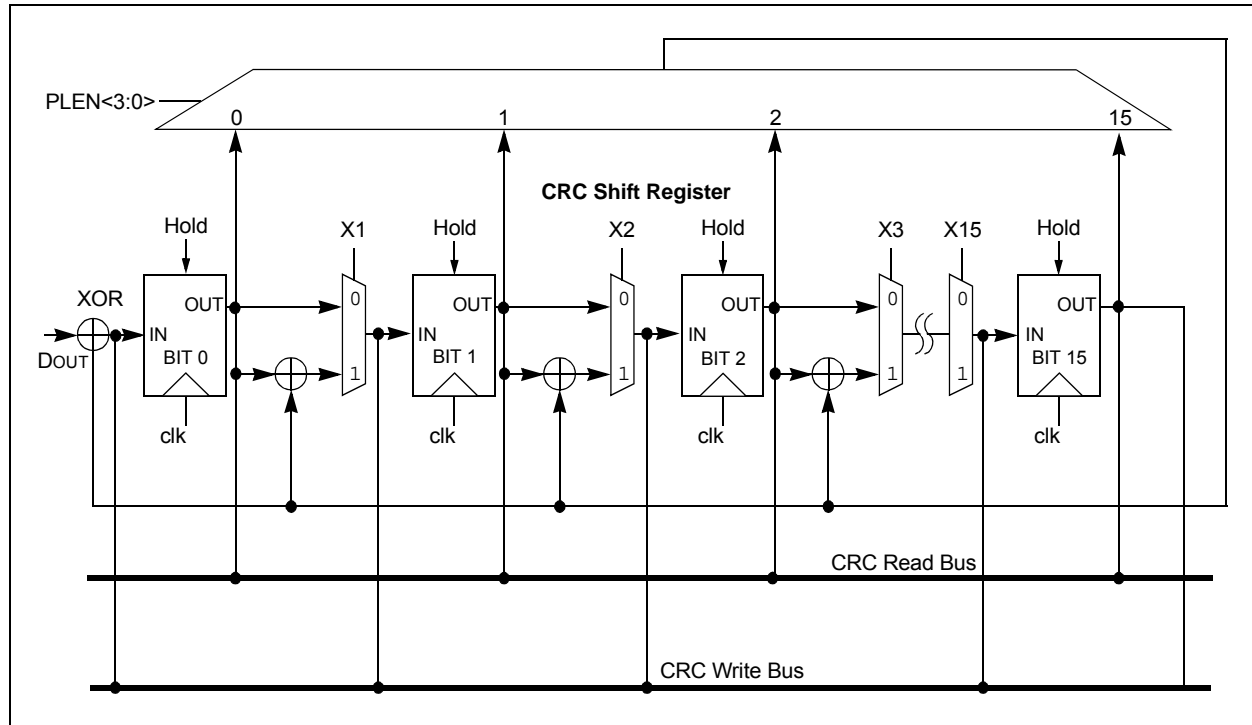 PLEN<3:0>
0 1 2 15
CRC Shift Register
Hold X1 Hold X2 Hold X3 X15 Hold
XOR
OUT 0 OUT 0 OUT 0 0 OUT
IN IN IN IN
DOUT
BIT 0 1 BIT 1 1 BIT 2 1 1 BIT 15
clk clk clk clk
CRC Read Bus
CRC Write Bus